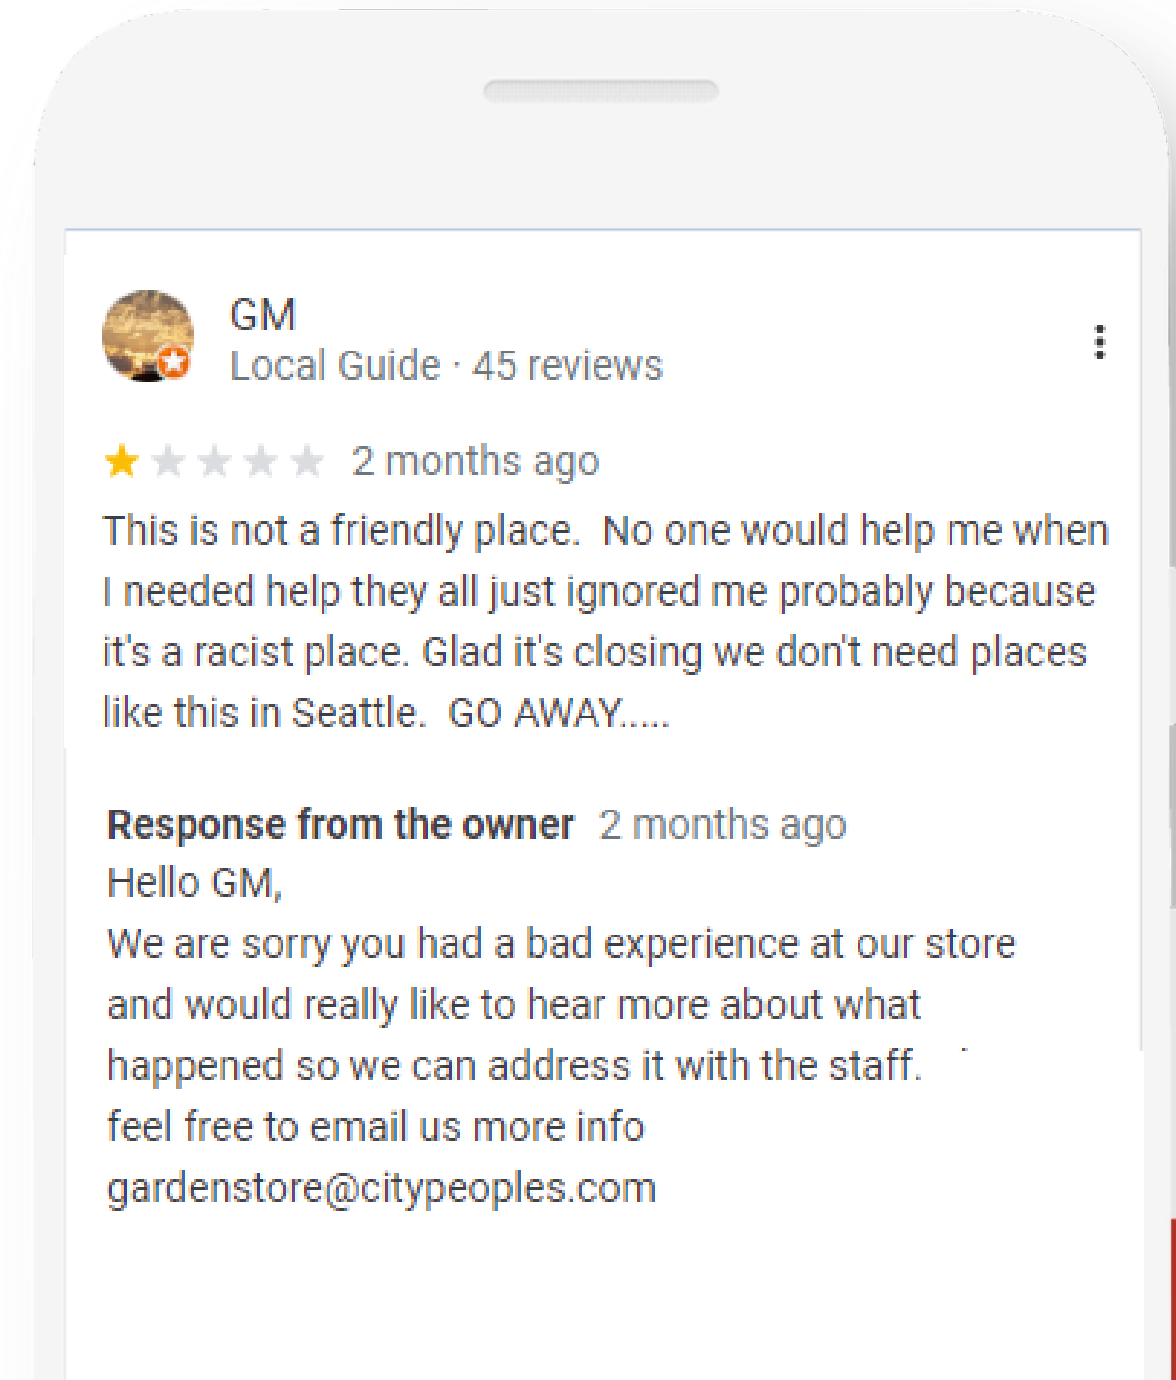 GM
Local Guide · 45 reviews
2 months ago
This is not a friendly place.  No one would help me when
I needed help they all just ignored me probably because
it's a racist place. Glad it's closing we don't need places
like this in Seattle.  GO AWAY.....
Response from the owner 2 months ago
Hello GM,
We are sorry you had a bad experience at our store
and would really like to hear more about what
happened so we can address it with the staff.
feel free to email us more info
gardenstore@citypeoples.com